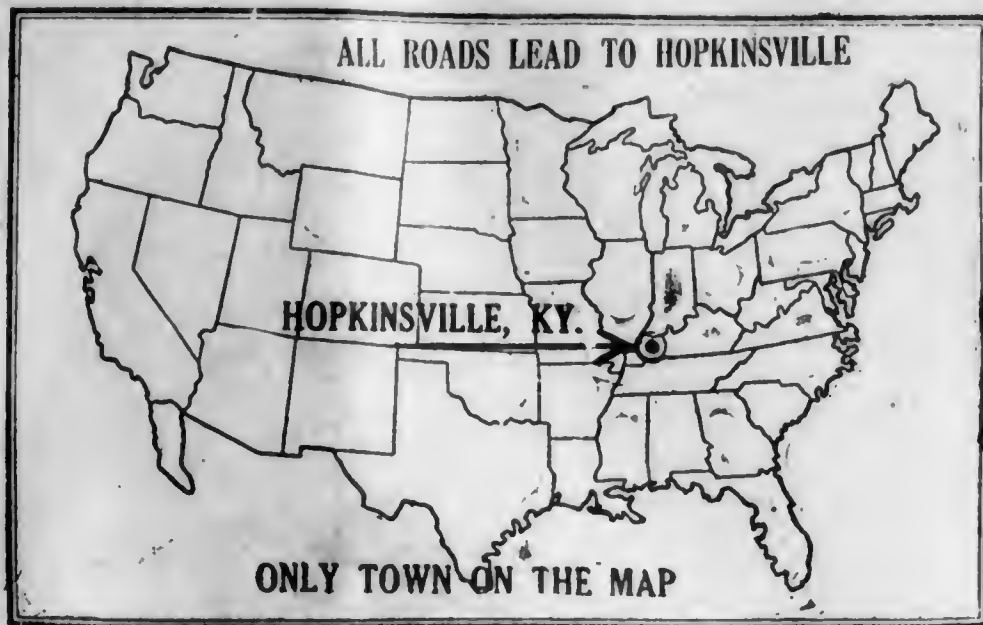 ALL ROADS LEAD TO HOPKINSVILLE
HOPKINSVILLE, KY.
ONLY TOWN ON THE MAP